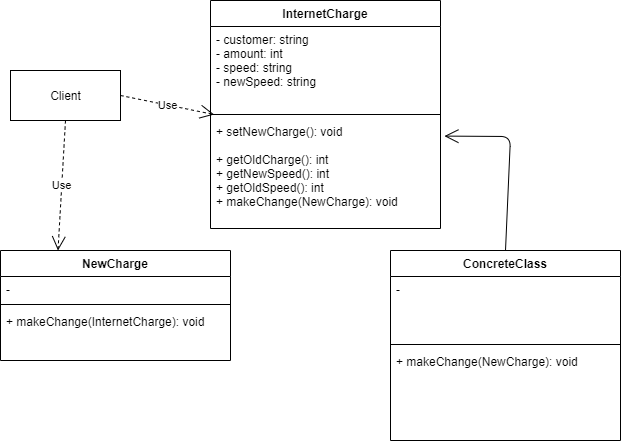 InternetCharge
- customer: string
- amount: int
- speed: string
- newSpeed: string
+ setNewCharge(): void
+ getOldCharge(): int
+ getNewSpeed(): int
+ getOldSpeed(): int
+ makeChange(NewCharge): void
Client
Use
Use
NewCharge
-
+ makeChange(InternetCharge): void
ConcreteClass
-
+ makeChange(NewCharge): void